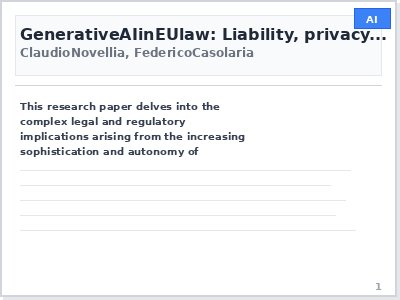 AI
GenerativeAIinEUlaw: Liability, privacy...
ClaudioNovellia, FedericoCasolaria
This research paper delves into the
complex legal and regulatory
implications arising from the increasing
sophistication and autonomy of
1